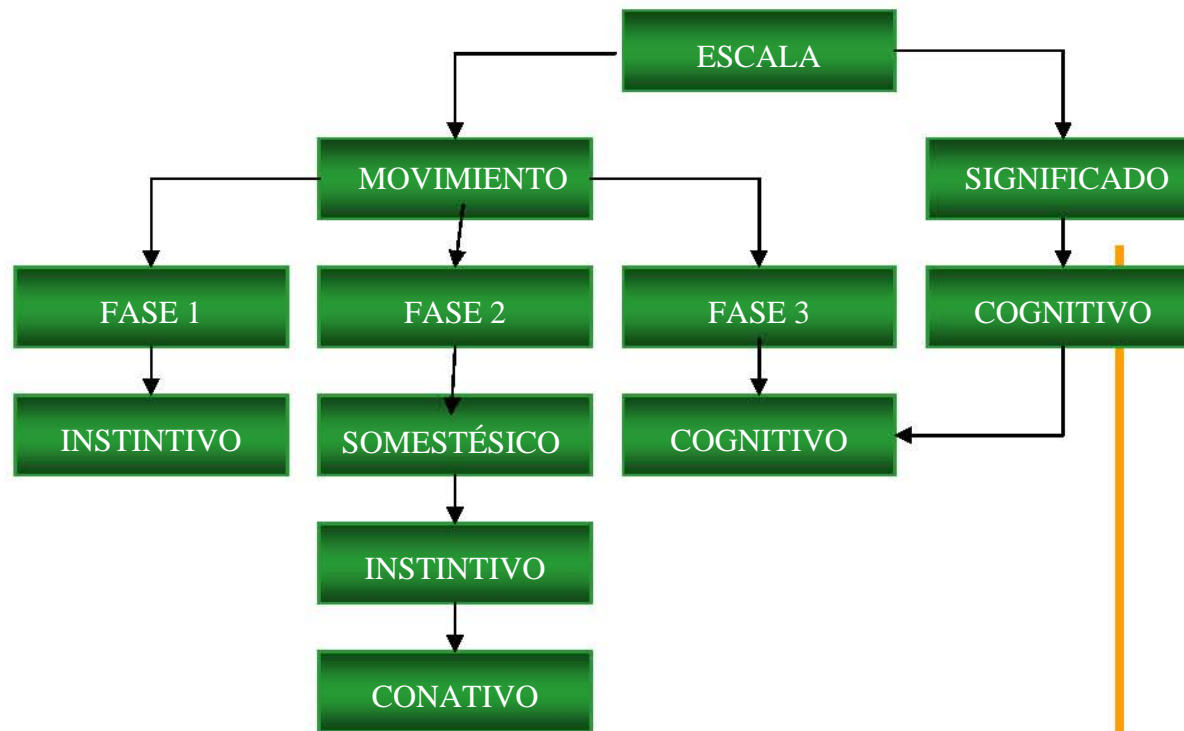 ESCALA
MOVIMIENTO
SIGNIFICADO
FASE 1
FASE 2
FASE 3
COGNITIVO
INSTINTIVO
SOMESTÉSICO
COGNITIVO
INSTINTIVO
CONATIVO